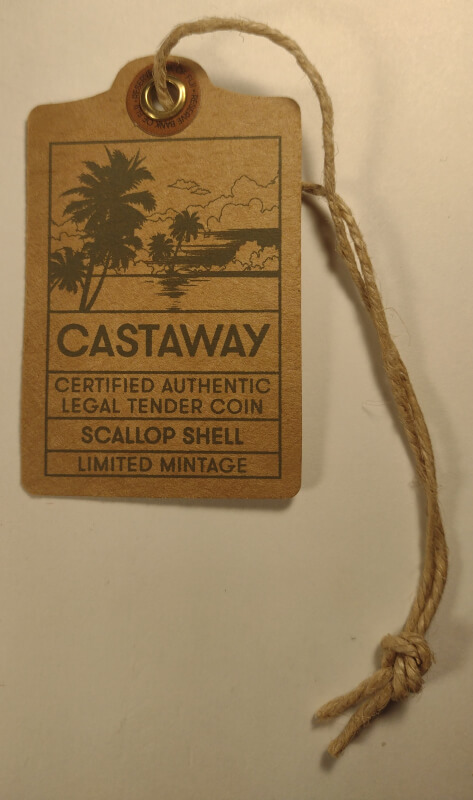 CASTAWAY
CERTIFIED AUTHENTIC
LEGAL TENDER COIN
SCALLOP SHELL
LIMITED MINTAGE